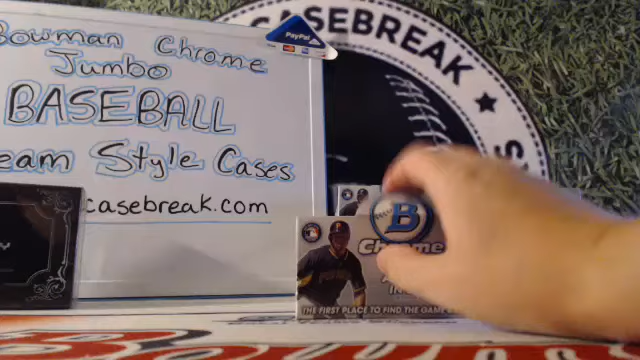 Bowman Chrome
Jumbo
BASEBALL
eam Style Cases
casebreak.com
PayPal
CASEBREAK
B
Chrome
THE FIRST PLACE TO FIND THE GAME